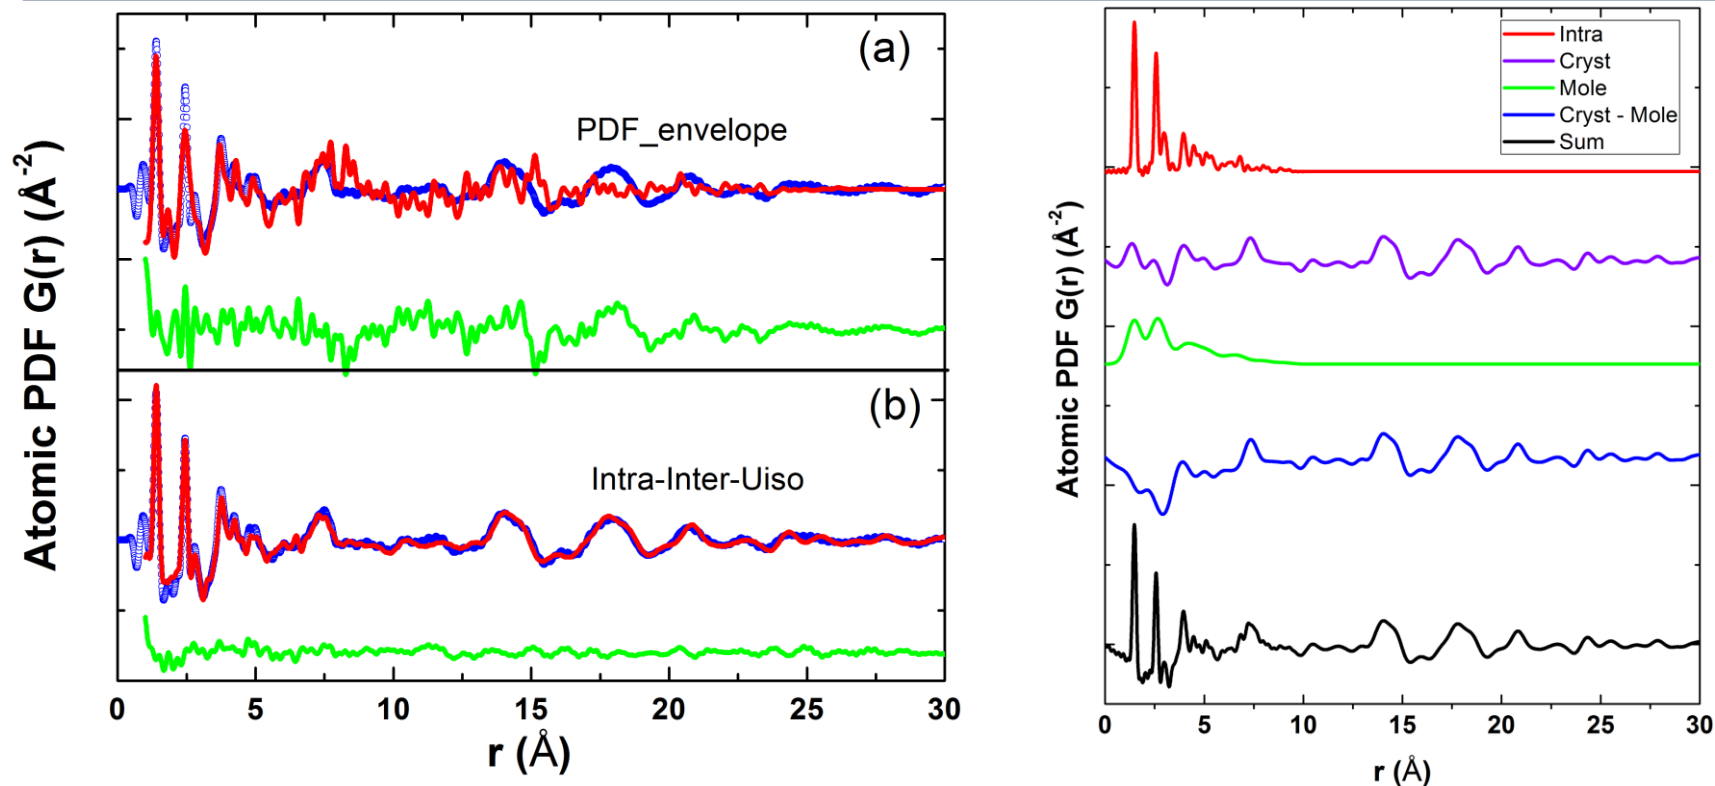 (a)
PDF_envelope
(b)
Intra-Inter-Uiso
Atomic PDF G(r) (Å⁻²)
0 5 10 15 20 25 30
r (Å)
Intra
Cryst
Mole
Cryst - Mole
Sum
Atomic PDF G(r) (Å⁻²)
0 5 10 15 20 25 30
r (Å)